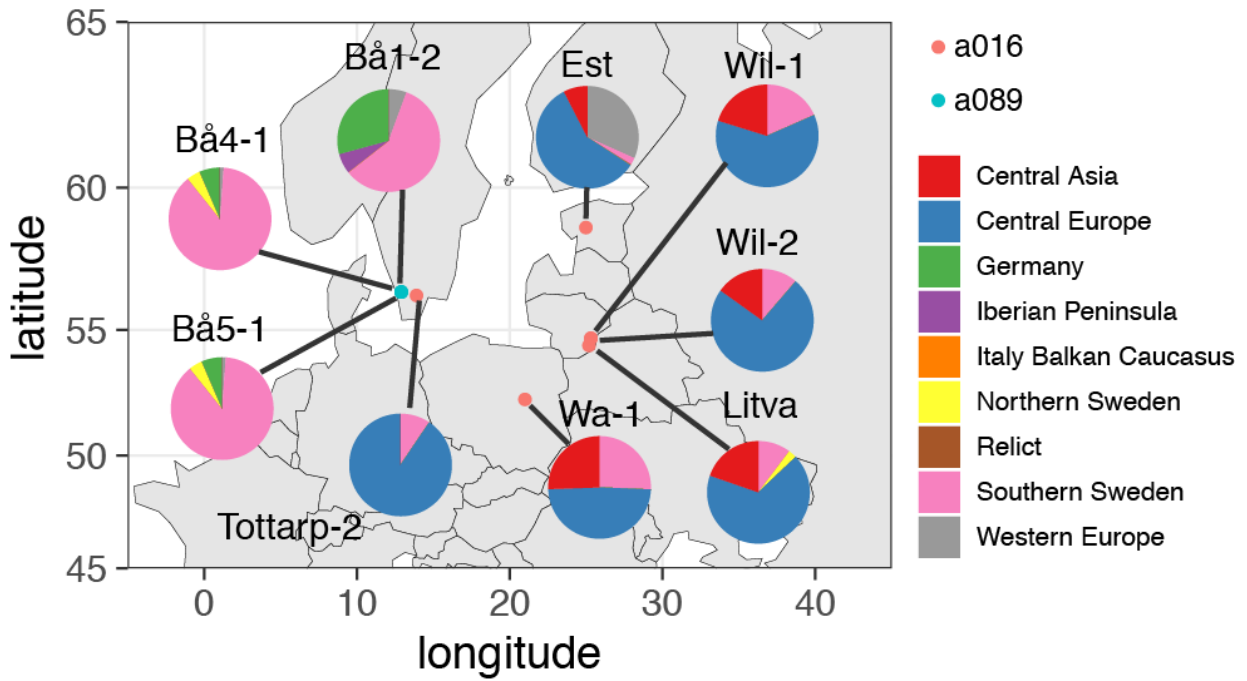 65
60
55
50
45
latitude
0
10
20
30
40
longitude
Bå1-2
Est
Wil-1
Bå4-1
Wil-2
Bå5-1
Litva
Wa-1
Tottarp-2
a016
a089
Central Asia
Central Europe
Germany
Iberian Peninsula
Italy Balkan Caucasus
Northern Sweden
Relict
Southern Sweden
Western Europe